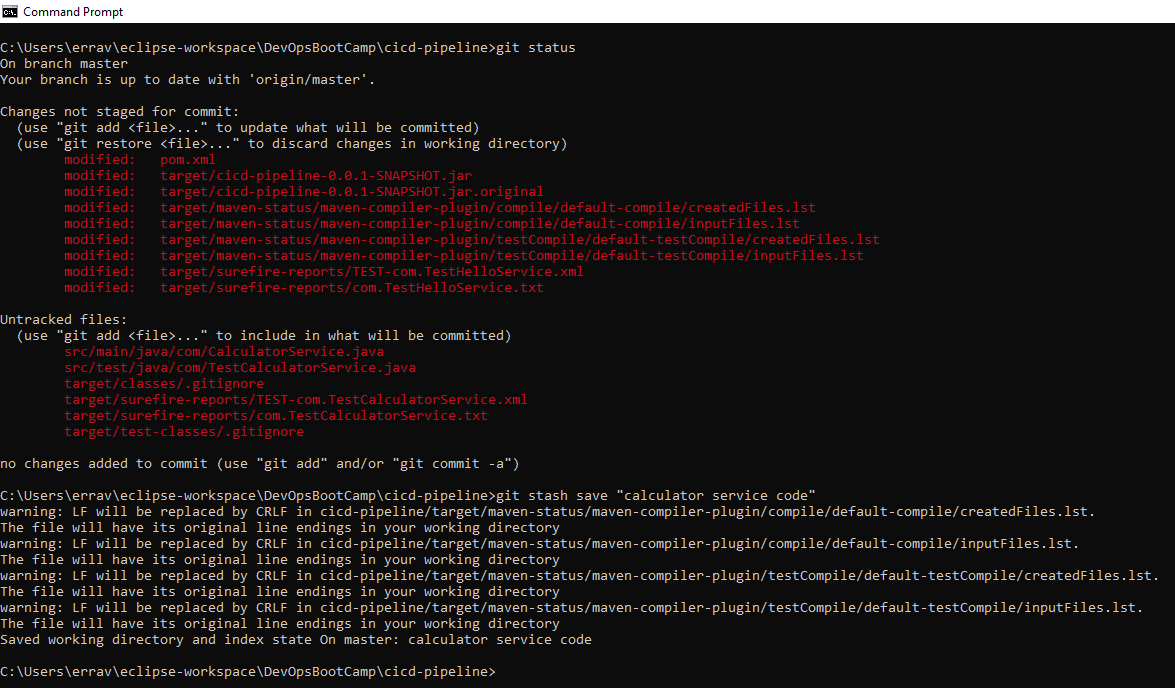 Command Prompt
C:\Users\errav\eclipse-workspace\DevOpsBootCamp\cicd-pipeline>git status
On branch master
Your branch is up to date with 'origin/master'.
Changes not staged for commit:
  (use "git add <file>..." to update what will be committed)
  (use "git restore <file>..." to discard changes in working directory)
        modified:   pom.xml
        modified:   target/cicd-pipeline-0.0.1-SNAPSHOT.jar
        modified:   target/cicd-pipeline-0.0.1-SNAPSHOT.jar.original
        modified:   target/maven-status/maven-compiler-plugin/compile/default-compile/createdFiles.lst
        modified:   target/maven-status/maven-compiler-plugin/compile/default-compile/inputFiles.lst
        modified:   target/maven-status/maven-compiler-plugin/testCompile/default-testCompile/createdFiles.lst
        modified:   target/maven-status/maven-compiler-plugin/testCompile/default-testCompile/inputFiles.lst
        modified:   target/surefire-reports/TEST-com.TestHelloService.xml
        modified:   target/surefire-reports/com.TestHelloService.txt
Untracked files:
  (use "git add <file>..." to include in what will be committed)
        src/main/java/com/CalculatorService.java
        src/test/java/com/TestCalculatorService.java
        target/classes/.gitignore
        target/surefire-reports/TEST-com.TestCalculatorService.xml
        target/surefire-reports/com.TestCalculatorService.txt
        target/test-classes/.gitignore
no changes added to commit (use "git add" and/or "git commit -a")
C:\Users\errav\eclipse-workspace\DevOpsBootCamp\cicd-pipeline>git stash save "calculator service code"
warning: LF will be replaced by CRLF in cicd-pipeline/target/maven-status/maven-compiler-plugin/compile/default-compile/createdFiles.lst.
The file will have its original line endings in your working directory
warning: LF will be replaced by CRLF in cicd-pipeline/target/maven-status/maven-compiler-plugin/compile/default-compile/inputFiles.lst.
The file will have its original line endings in your working directory
warning: LF will be replaced by CRLF in cicd-pipeline/target/maven-status/maven-compiler-plugin/testCompile/default-testCompile/createdFiles.lst.
The file will have its original line endings in your working directory
warning: LF will be replaced by CRLF in cicd-pipeline/target/maven-status/maven-compiler-plugin/testCompile/default-testCompile/inputFiles.lst.
The file will have its original line endings in your working directory
Saved working directory and index state On master: calculator service code
C:\Users\errav\eclipse-workspace\DevOpsBootCamp\cicd-pipeline>